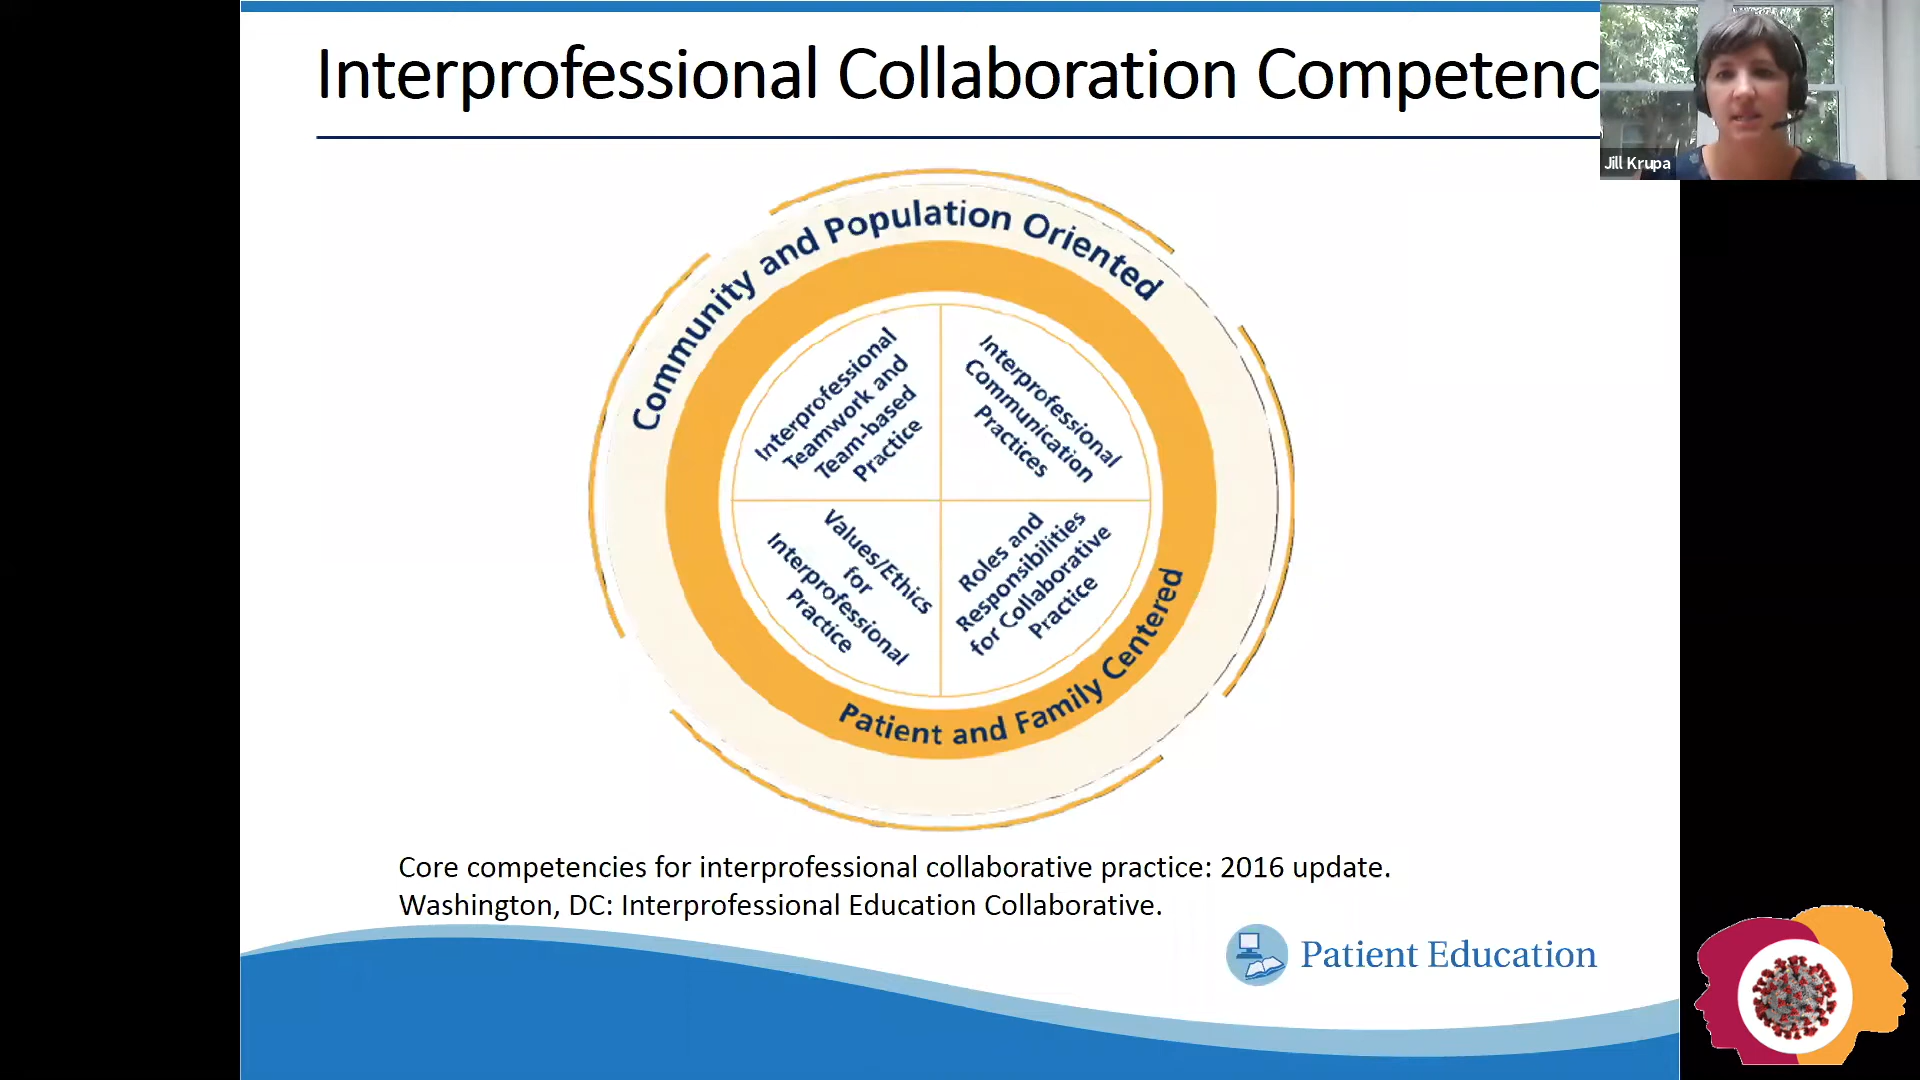 Interprofessional Collaboration Competenc
Jill Krupa
Community and Population Oriented
Interprofessional
Teamwork and
Team-based
Practice
Interprofessional
Communication
Practices
Values/Ethics
for
Interprofessional
Practice
Roles and
Responsibilities
for Collaborative
Practice
Patient and Family Centered
Core competencies for interprofessional collaborative practice: 2016 update.
Washington, DC: Interprofessional Education Collaborative.
Patient Education